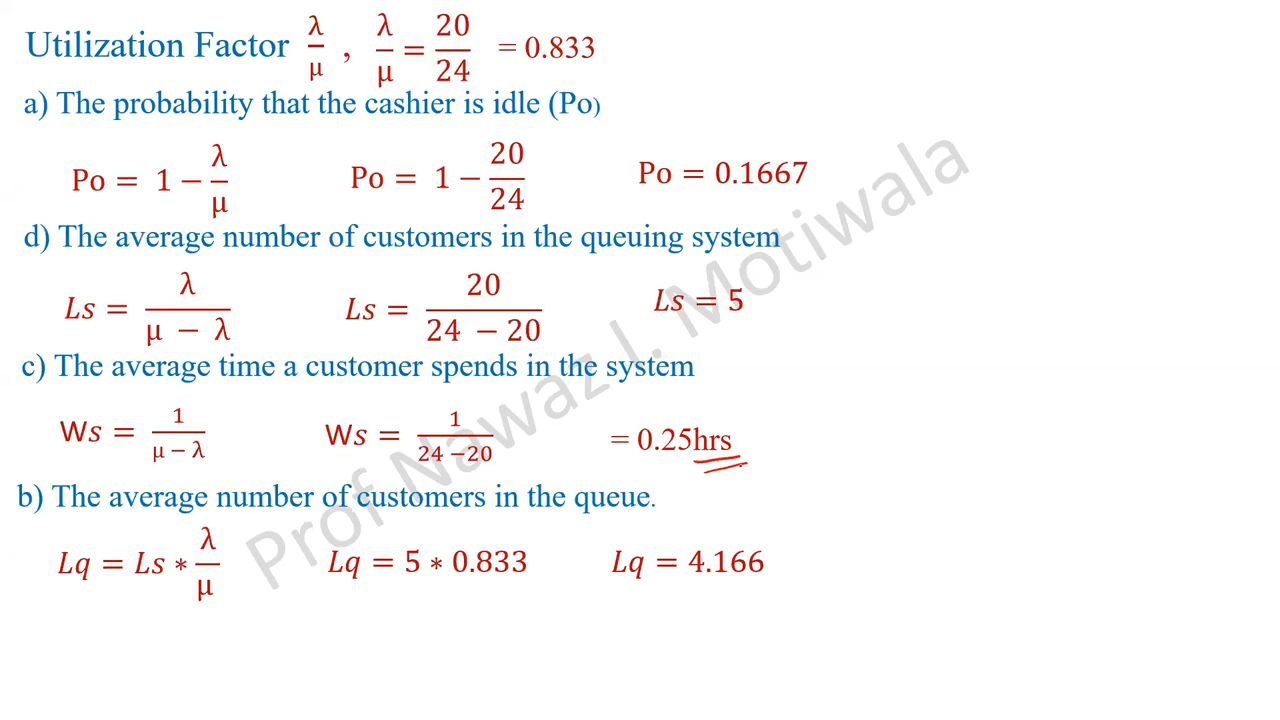 Utilization Factor λ/μ , λ/μ = 20/24 = 0.833
a) The probability that the cashier is idle (Po)
Po = 1 − λ/μ Po = 1 − 20/24 Po = 0.1667
d) The average number of customers in the queuing system
Ls = λ/(μ − λ) Ls = 20/(24 − 20) Ls = 5
c) The average time a customer spends in the system
Ws = 1/(μ − λ) Ws = 1/(24 −20) = 0.25hrs
b) The average number of customers in the queue.
Lq = Ls * λ/μ Lq = 5 * 0.833 Lq = 4.166
Prof Nawaz I. Motiwala